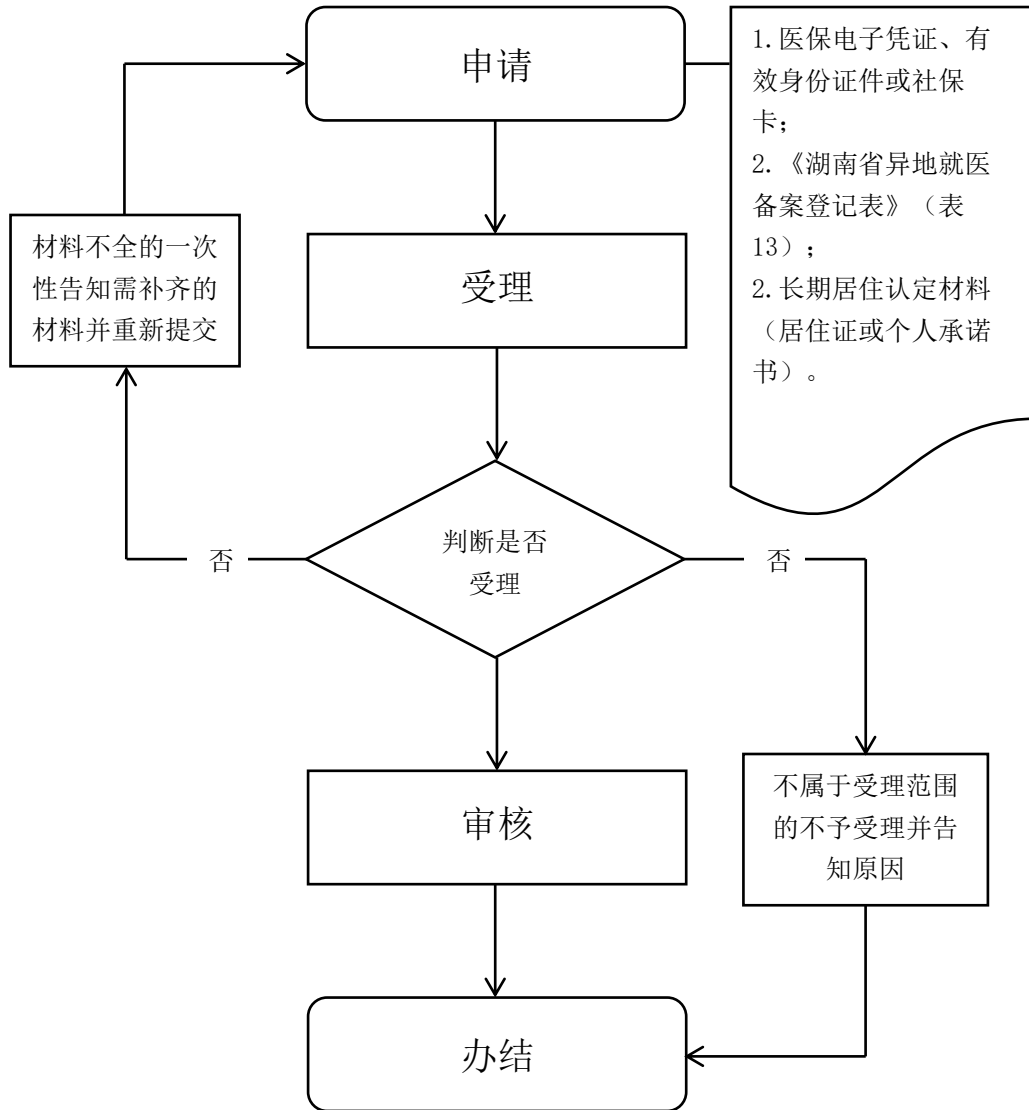 申请
1.医保电子凭证、有
效身份证件或社保
卡；
2.《湖南省异地就医
备案登记表》（表
13）；
2.长期居住认定材料
（居住证或个人承诺
书）。
材料不全的一次
性告知需补齐的
材料并重新提交
受理
判断是否
受理
否
否
审核
不属于受理范围
的不予受理并告
知原因
办结